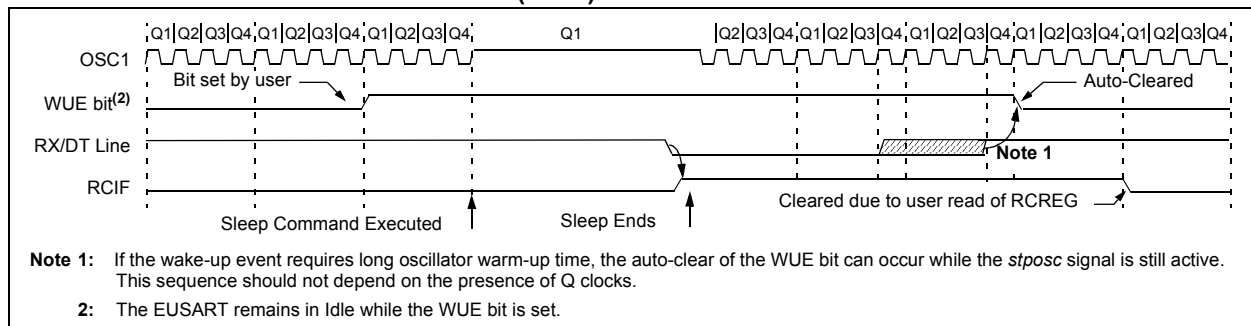 Q1 Q2 Q3 Q4 Q1 Q2 Q3 Q4 Q1 Q2 Q3 Q4 Q1 Q2 Q3 Q4 Q1 Q2 Q3 Q4 Q1 Q2 Q3 Q4 Q1 Q2 Q3 Q4 Q1 Q2 Q3 Q4
OSC1
Bit set by user
Auto-Cleared
WUE bit(2)
RX/DT Line
Note 1
RCIF
Cleared due to user read of RCREG
Sleep Command Executed
Sleep Ends
Note 1: If the wake-up event requires long oscillator warm-up time, the auto-clear of the WUE bit can occur while the stposc signal is still active.
This sequence should not depend on the presence of Q clocks.
2: The EUSART remains in Idle while the WUE bit is set.